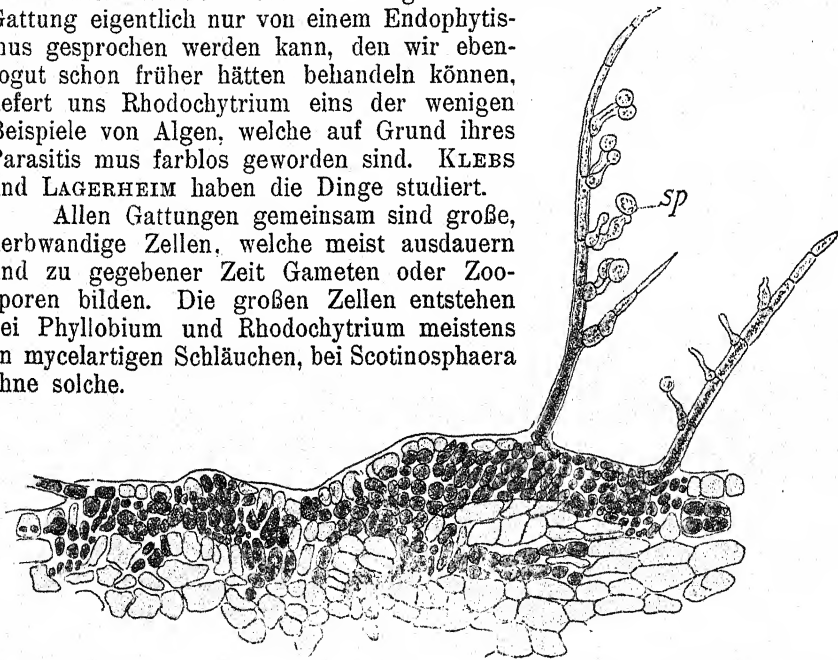 Gattung eigentlich nur von einem Endophytis-
mus gesprochen werden kann, den wir eben-
sogut schon früher hätten behandeln können,
liefert uns Rhodochytrium eins der wenigen
Beispiele von Algen, welche auf Grund ihres
Parasitis mus farblos geworden sind. KLEBS
und LAGERHEIM haben die Dinge studiert.
Allen Gattungen gemeinsam sind große,
derbwandige Zellen, welche meist ausdauern
und zu gegebener Zeit Gameten oder Zoo-
sporen bilden. Die großen Zellen entstehen
bei Phyllobium und Rhodochytrium meistens
in mycelartigen Schläuchen, bei Scotinosphaera
ohne solche.
sp